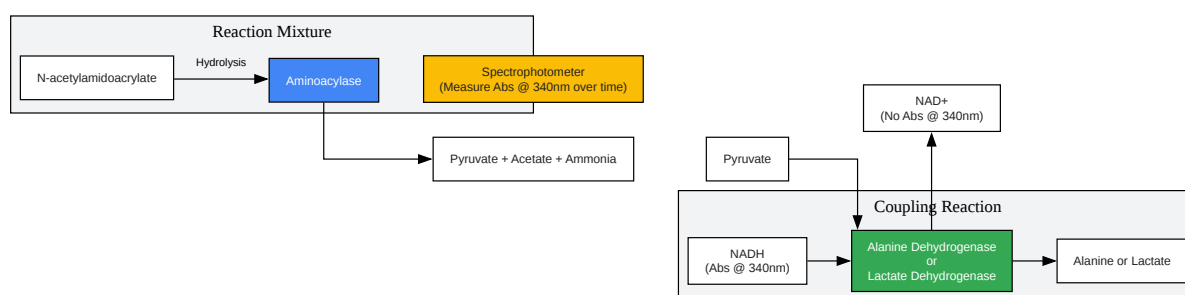 Reaction Mixture
N-acetylamidoacrylate
Hydrolysis
Aminoacylase
Spectrophotometer
(Measure Abs @ 340nm over time)
Pyruvate + Acetate + Ammonia
NAD+
(No Abs @ 340nm)
Pyruvate
Coupling Reaction
NADH
(Abs @ 340nm)
Alanine Dehydrogenase
or
Lactate Dehydrogenase
Alanine or Lactate